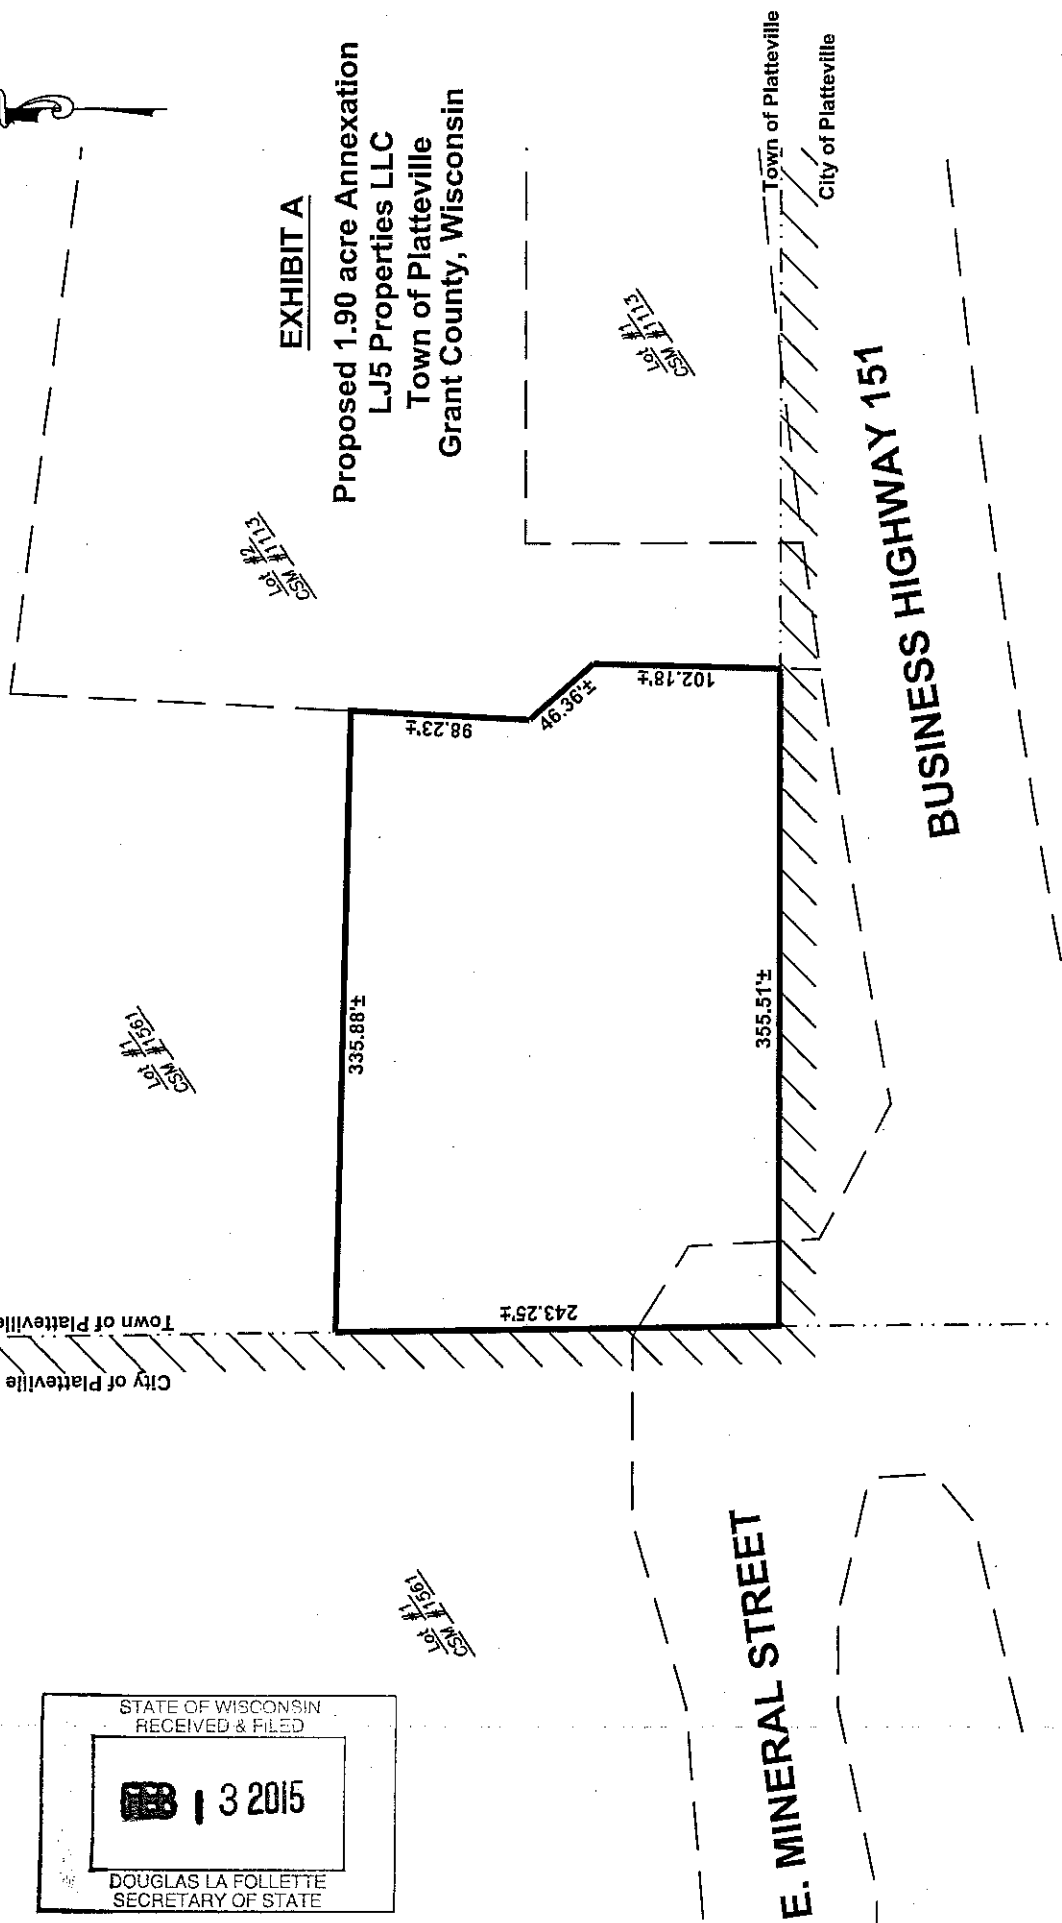 EXHIBIT A
Proposed 1.90 acre Annexation
LJ5 Properties LLC
Town of Platteville
Grant County, Wisconsin
Town of Platteville
City of Platteville
Lot #1
CSM #1113
Lot #2
CSM #1113
BUSINESS HIGHWAY 151
98.23'±
46.36'±
102.18'±
335.88'±
355.51'±
243.25'±
Lot #1
CSM #1561
Town of Platteville
City of Platteville
Lot #1
CSM #1561
E. MINERAL STREET
STATE OF WISCONSIN
RECEIVED & FILED
FEB 13 2015
DOUGLAS LA FOLLETTE
SECRETARY OF STATE